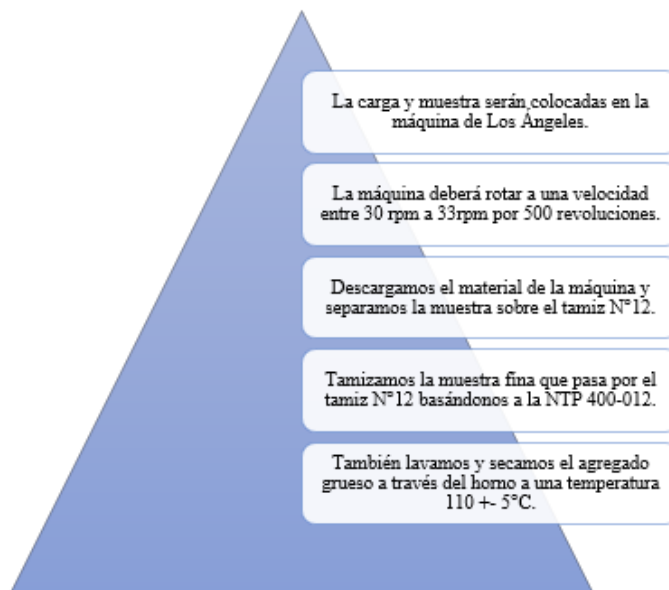 La carga y muestra serán colocadas en la
máquina de Los Ángeles.
La máquina deberá rotar a una velocidad
entre 30 rpm a 33rpm por 500 revoluciones.
Descargamos el material de la máquina y
separamos la muestra sobre el tamiz N°12.
Tamizamos la muestra fina que pasa por el
tamiz N°12 basándonos a la NTP 400-012.
También lavamos y secamos el agregado
grueso a través del horno a una temperatura
110 +- 5°C.